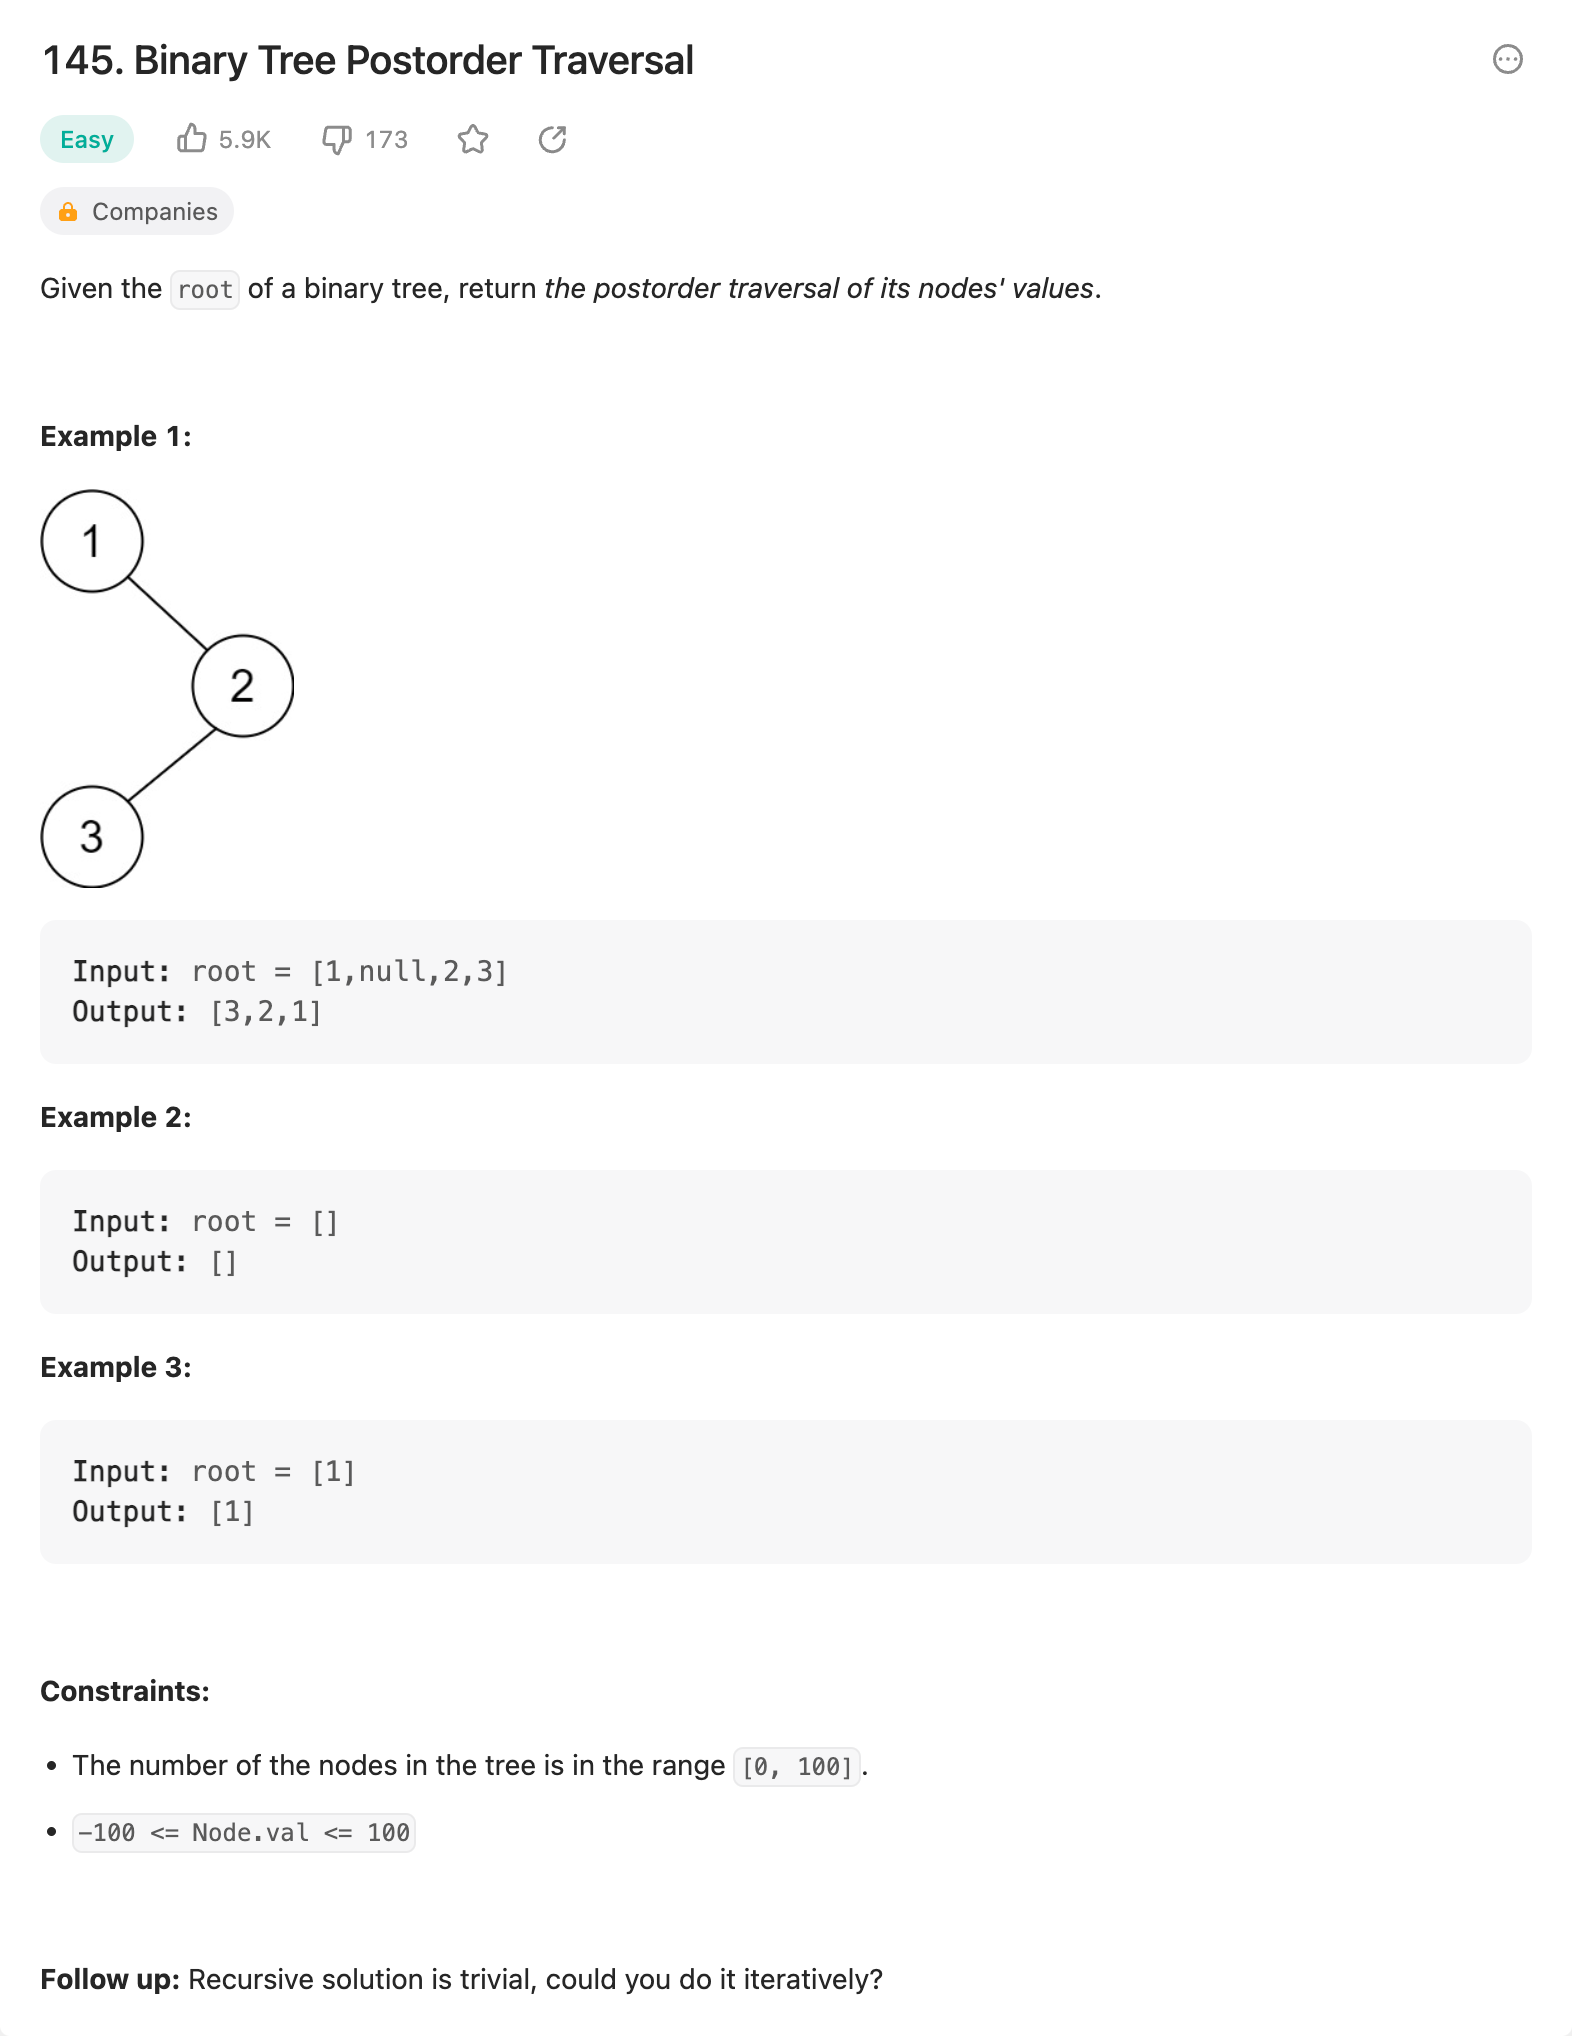 145. Binary Tree Postorder Traversal
Easy 5.9K 173
Companies
Given the root of a binary tree, return the postorder traversal of its nodes' values.
Example 1:
1
2
3
Input: root = [1,null,2,3]
Output: [3,2,1]
Example 2:
Input: root = []
Output: []
Example 3:
Input: root = [1]
Output: [1]
Constraints:
• The number of the nodes in the tree is in the range [0, 100].
• -100 <= Node.val <= 100
Follow up: Recursive solution is trivial, could you do it iteratively?